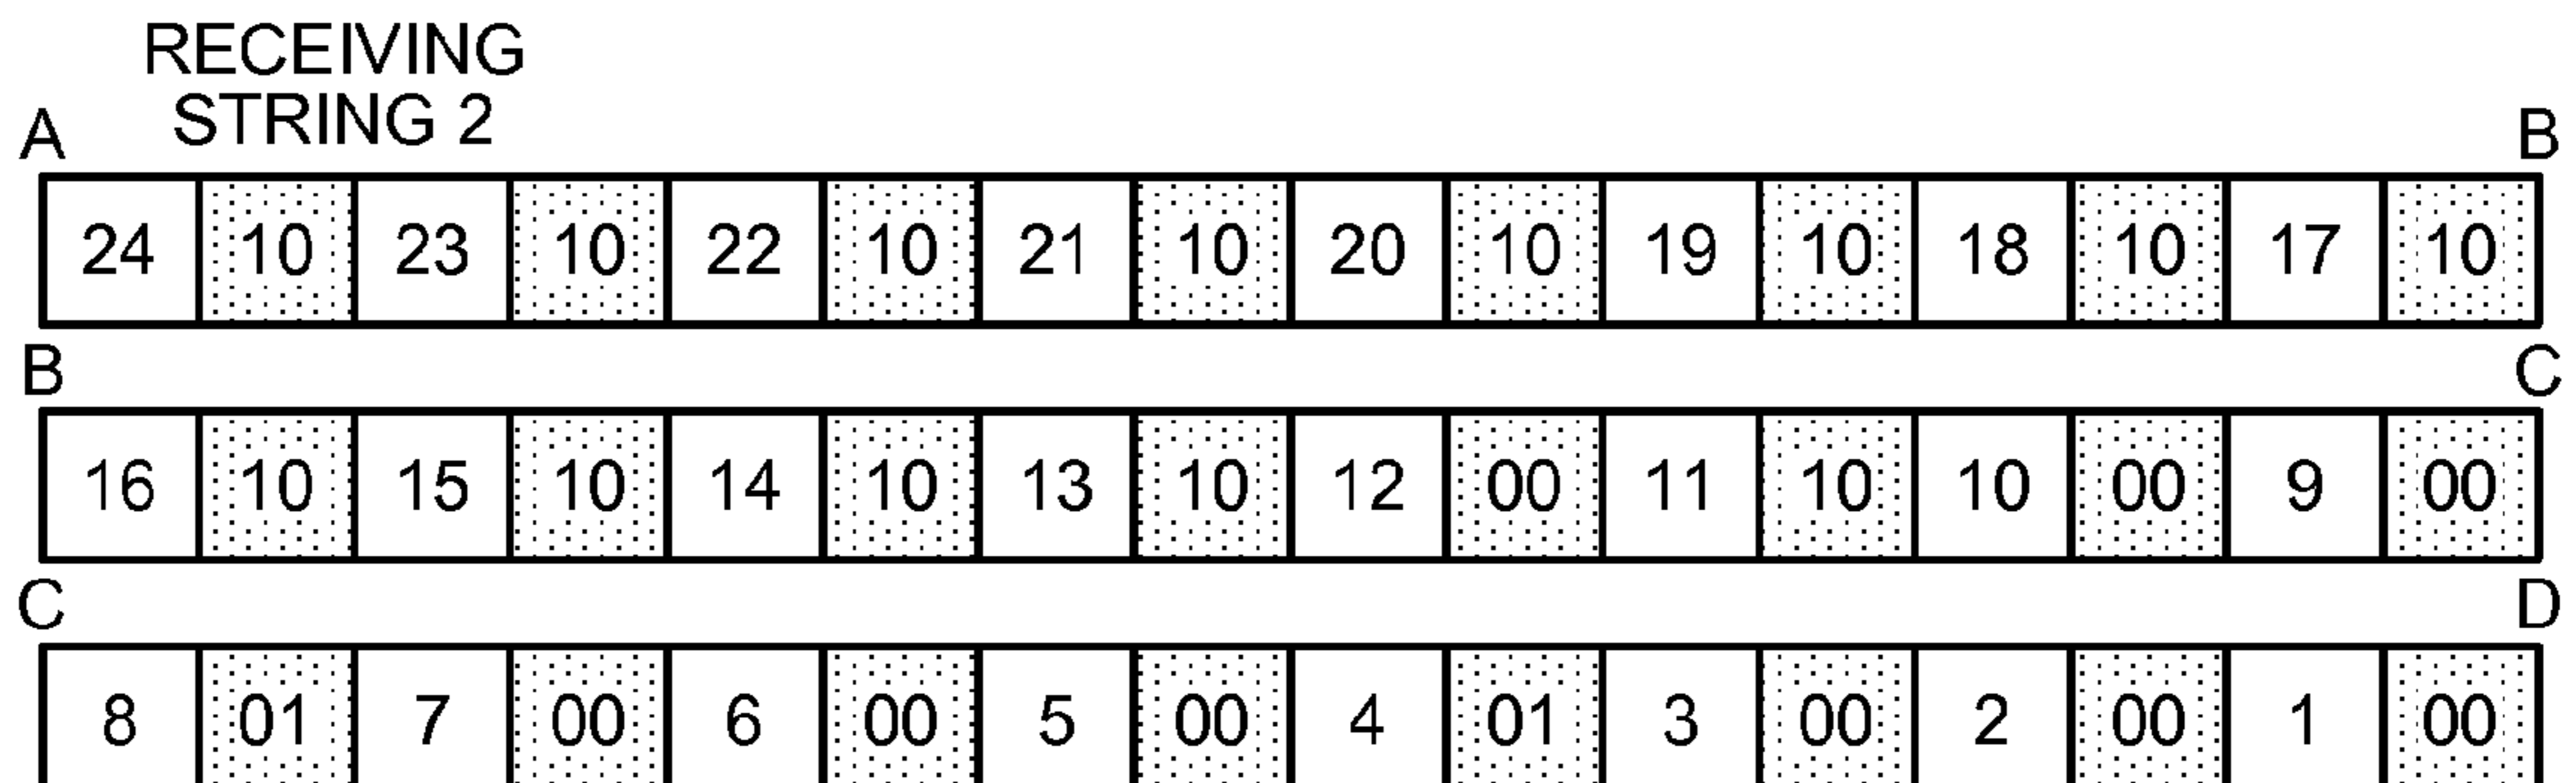 RECEIVING
STRING 2
A B
24 10 23 10 22 10 21 10 20 10 19 10 18 10 17 10
B C
16 10 15 10 14 10 13 10 12 00 11 10 10 00 9 00
C D
8 01 7 00 6 00 5 00 4 01 3 00 2 00 1 00